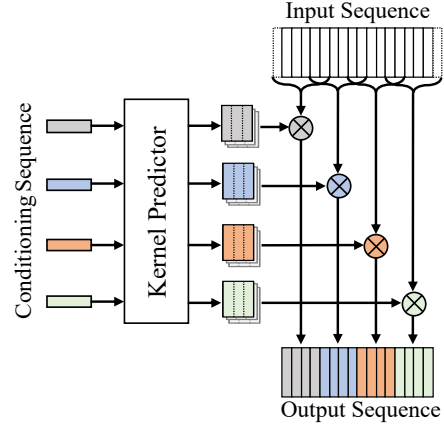 Input Sequence
Conditioning Sequence
Kernel Predictor
Output Sequence